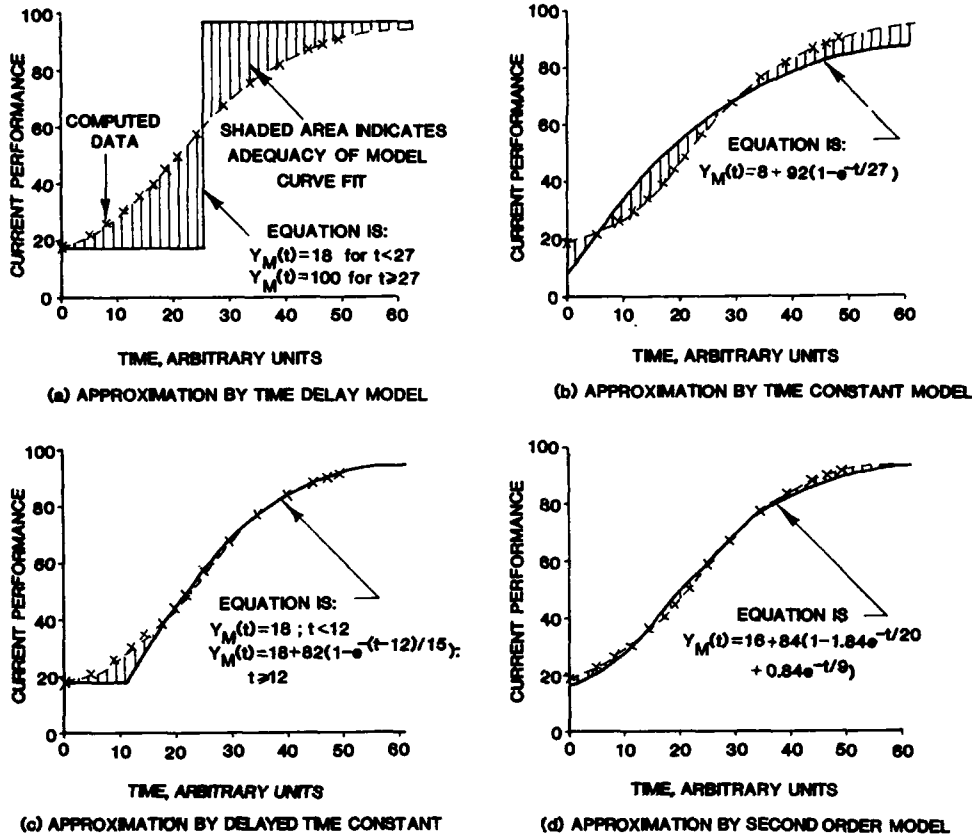 100
80
60
40
20
0
CURRENT PERFORMANCE
COMPUTED
DATA
SHADED AREA INDICATES
ADEQUACY OF MODEL
CURVE FIT
EQUATION IS:
Y_M(t)=18 for t<27
Y_M(t)=100 for t⩾27
0 10 20 30 40 50 60
TIME, ARBITRARY UNITS
(a) APPROXIMATION BY TIME DELAY MODEL
100
80
60
40
20
0
CURRENT PERFORMANCE
EQUATION IS:
Y_M(t)=8 + 92(1-e^-t/27)
0 10 20 30 40 50 60
TIME, ARBITRARY UNITS
(b) APPROXIMATION BY TIME CONSTANT MODEL
100
80
60
40
20
0
CURRENT PERFORMANCE
EQUATION IS:
Y_M(t)=18 ; t<12
Y_M(t)=18+82(1-e^-(t-12)/15):
t⩾12
0 10 20 30 40 50 60
TIME, ARBITRARY UNITS
(c) APPROXIMATION BY DELAYED TIME CONSTANT
100
80
60
40
20
0
CURRENT PERFORMANCE
EQUATION IS
Y_M(t)=16+84(1-1.84e^-t/20
+ 0.84e^-t/9)
0 10 20 30 40 50 60
TIME, ARBITRARY UNITS
(d) APPROXIMATION BY SECOND ORDER MODEL